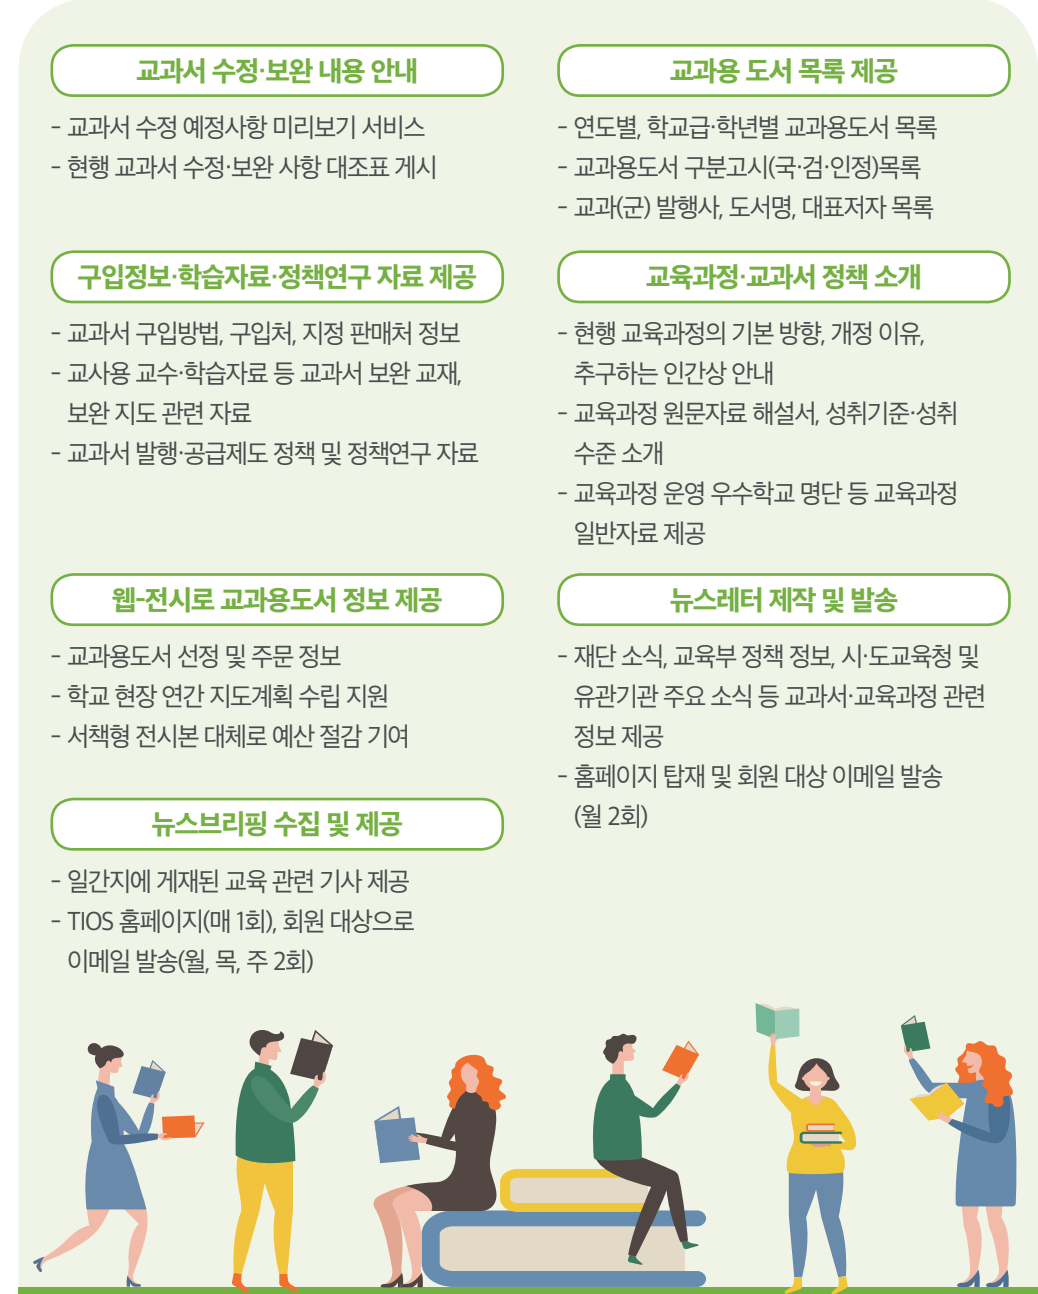 교과서 수정·보완 내용 안내
- 교과서 수정 예정사항 미리보기 서비스
- 현행 교과서 수정·보완 사항 대조표 게시
교과용 도서 목록 제공
- 연도별, 학교급·학년별 교과용도서 목록
- 교과용도서 구분고시(국·검·인정)목록
- 교과(군) 발행사, 도서명, 대표저자 목록
구입정보·학습자료·정책연구 자료 제공
- 교과서 구입방법, 구입처, 지정 판매처 정보
- 교사용 교수·학습자료 등 교과서 보완 교재,
보완 지도 관련 자료
- 교과서 발행·공급제도 정책 및 정책연구 자료
교육과정·교과서 정책 소개
- 현행 교육과정의 기본 방향, 개정 이유,
추구하는 인간상 안내
- 교육과정 원문자료 해설서, 성취기준·성취
수준 소개
- 교육과정 운영 우수학교 명단 등 교육과정
일반자료 제공
웹-전시로 교과용도서 정보 제공
- 교과용도서 선정 및 주문 정보
- 학교 현장 연간 지도계획 수립 지원
- 서책형 전시본 대체로 예산 절감 기여
뉴스레터 제작 및 발송
- 재단 소식, 교육부 정책 정보, 시·도교육청 및
유관기관 주요 소식 등 교과서·교육과정 관련
정보 제공
- 홈페이지 탑재 및 회원 대상 이메일 발송
(월 2회)
뉴스브리핑 수집 및 제공
- 일간지에 게재된 교육 관련 기사 제공
- TIOS 홈페이지(매 1회), 회원 대상으로
이메일 발송(월, 목, 주 2회)